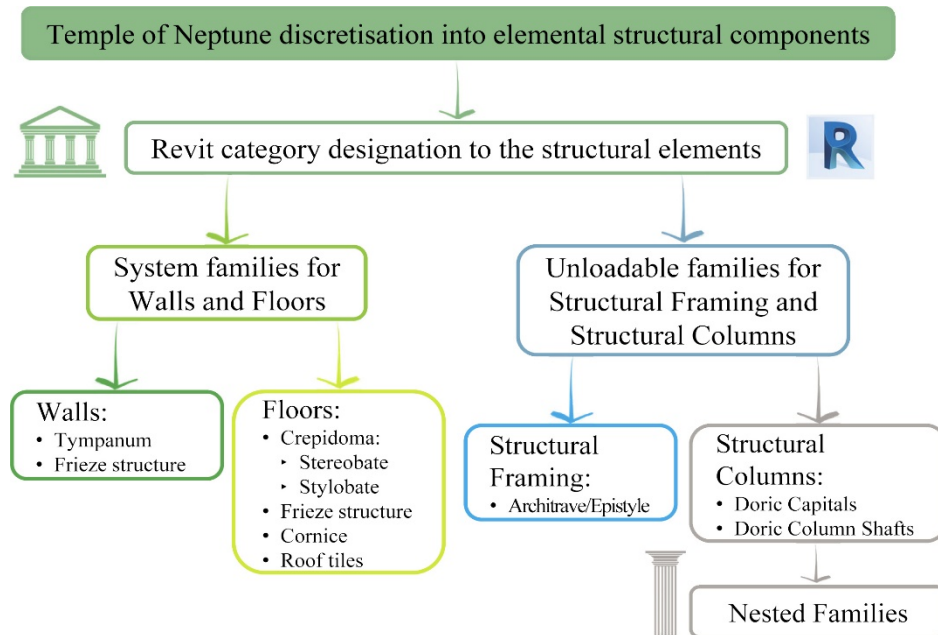 Temple of Neptune discretisation into elemental structural components
Revit category designation to the structural elements
R
System families for
Walls and Floors
Unloadable families for
Structural Framing and
Structural Columns
Walls:
• Tympanum
• Frieze structure
Floors:
• Crepidoma:
‣ Stereobate
‣ Stylobate
• Frieze structure
• Cornice
• Roof tiles
Structural
Framing:
• Architrave/Epistyle
Structural
Columns:
• Doric Capitals
• Doric Column Shafts
Nested Families